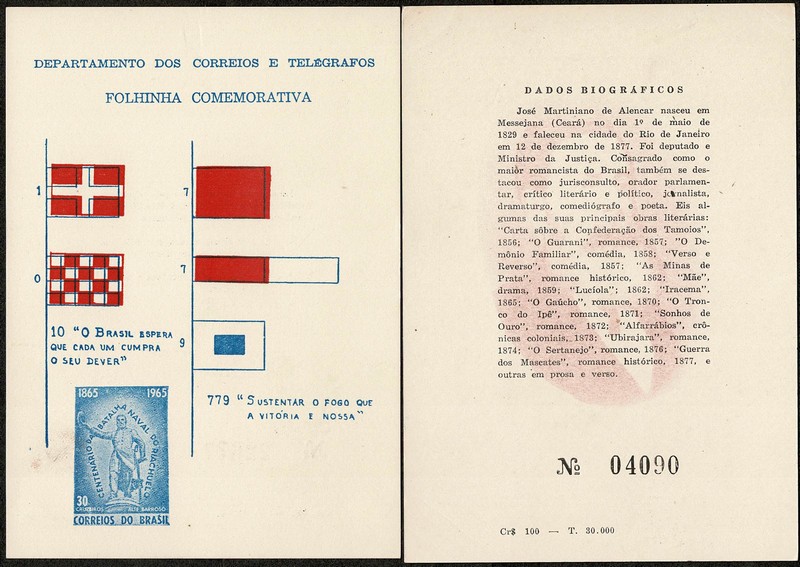 DEPARTAMENTO DOS CORREIOS E TELÉGRAFOS
FOLHINHA COMEMORATIVA
1
0
10 "O BRASIL ESPERA
QUE CADA UM CUMPRA
O SEU DEVER"
7
7
9
779 "SUSTENTAR O FOGO QUE
A VITÓRIA E NOSSA"
1865 1965
CENTENÁRIO DA BATALHA NAVAL DO RIACHUELO
30
CRUZEIROS ALTE BARROSO
CORREIOS DO BRASIL
DADOS BIOGRÁFICOS
José Martiniano de Alencar nasceu em
Messejana (Ceará) no dia 1º de maio de
1829 e faleceu na cidade do Rio de Janeiro
em 12 de dezembro de 1877. Foi deputado e
Ministro da Justiça. Consagrado como o
maior romancista do Brasil, também se des-
tacou como jurisconsulto, orador parlamen-
tar, crítico literário e político, jornalista,
dramaturgo, comediógrafo e poeta. Eis al-
gumas das suas principais obras literárias:
"Carta sôbre a Confederação dos Tamoios",
1856; "O Guarani", romance, 1857; "O De-
mônio Familiar", comédia, 1858; "Verso e
Reverso", comédia, 1857; "As Minas de
Prata", romance histórico, 1862; "Mãe",
drama, 1859; "Lucíola"; 1862; "Iracema",
1865; "O Gaúcho", romance, 1870; "O Tron-
co do Ipê", romance, 1871; "Sonhos de
Ouro", romance, 1872; "Alfarrábios", crô-
nicas coloniais, 1873; "Ubirajara", romance,
1874; "O Sertanejo", romance, 1876; "Guerra
dos Mascates", romance histórico, 1877, e
outras em prosa e verso.
Nº 04090
Cr$ 100 — T. 30.000